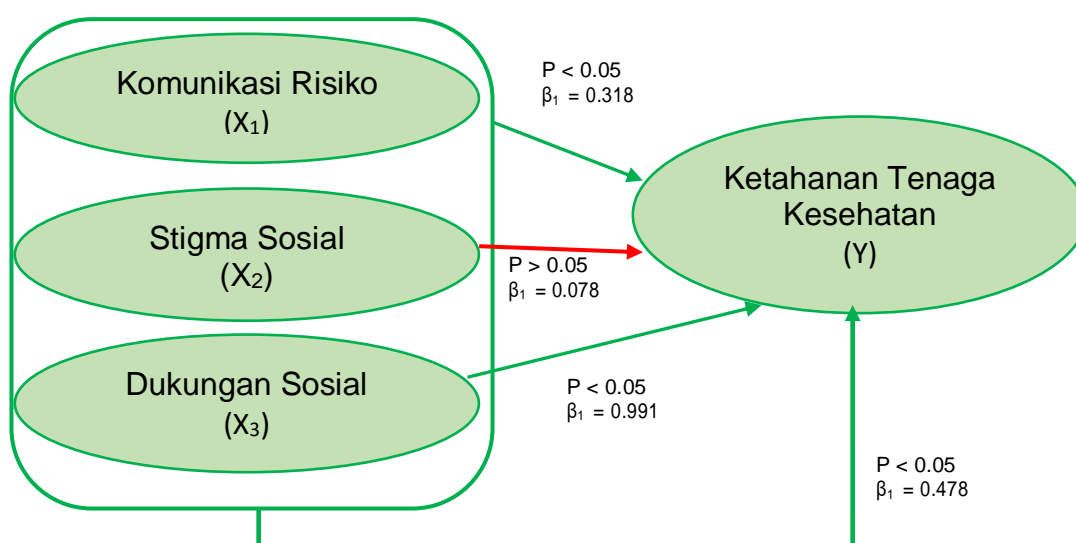 Komunikasi Risiko
(X₁)
P < 0.05
β₁ = 0.318
Stigma Sosial
(X₂)
P > 0.05
β₁ = 0.078
Ketahanan Tenaga
Kesehatan
(Y)
Dukungan Sosial
(X₃)
P < 0.05
β₁ = 0.991
P < 0.05
β₁ = 0.478